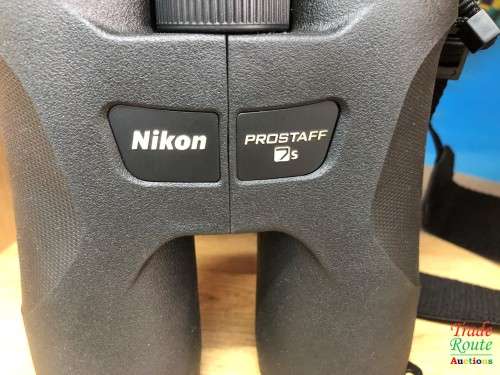 Nikon
PROSTAFF
7s
Trade
Route
Auctions